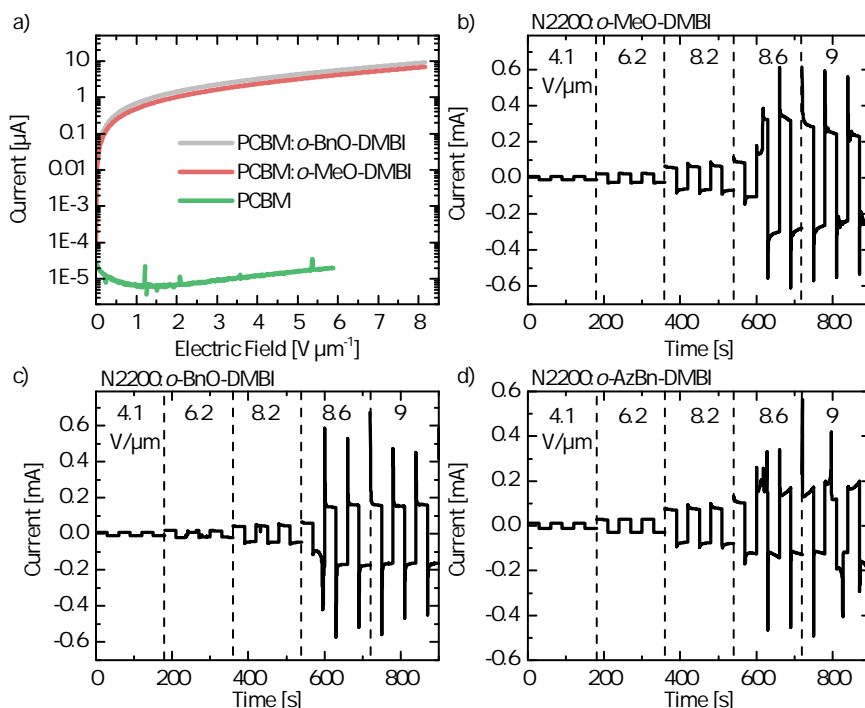 a)
Current [µA]
10
1
0.1
0.01
1E-3
1E-4
1E-5
PCBM: o-BnO-DMBI
PCBM: o-MeO-DMBI
PCBM
0 1 2 3 4 5 6 7 8
Electric Field [V µm⁻¹]
b)
N2200: o-MeO-DMBI
4.1 6.2 8.2 8.6 9
V/µm
Current [mA]
0.6
0.4
0.2
0.0
-0.2
-0.4
-0.6
0 200 400 600 800
Time [s]
c)
N2200: o-BnO-DMBI
4.1 6.2 8.2 8.6 9
V/µm
Current [mA]
0.6
0.4
0.2
0.0
-0.2
-0.4
-0.6
0 200 400 600 800
Time [s]
d)
N2200: o-AzBn-DMBI
4.1 6.2 8.2 8.6 9
V/µm
Current [mA]
0.6
0.4
0.2
0.0
-0.2
-0.4
-0.6
0 200 400 600 800
Time [s]